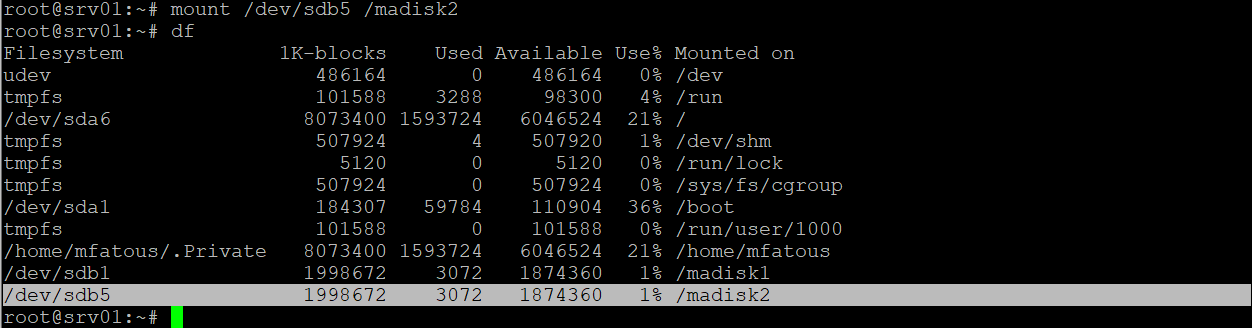 root@srv01:~# mount /dev/sdb5 /madisk2
root@srv01:~# df
Filesystem              1K-blocks    Used Available Use% Mounted on
udev                       486164       0    486164   0% /dev
tmpfs                      101588    3288     98300   4% /run
/dev/sda6                 8073400 1593724   6046524  21% /
tmpfs                      507924       4    507920   1% /dev/shm
tmpfs                        5120       0      5120   0% /run/lock
tmpfs                      507924       0    507924   0% /sys/fs/cgroup
/dev/sda1                  184307   59784    110904  36% /boot
tmpfs                      101588       0    101588   0% /run/user/1000
/home/mfatous/.Private    8073400 1593724   6046524  21% /home/mfatous
/dev/sdb1                 1998672    3072   1874360   1% /madisk1
/dev/sdb5                 1998672    3072   1874360   1% /madisk2
root@srv01:~#